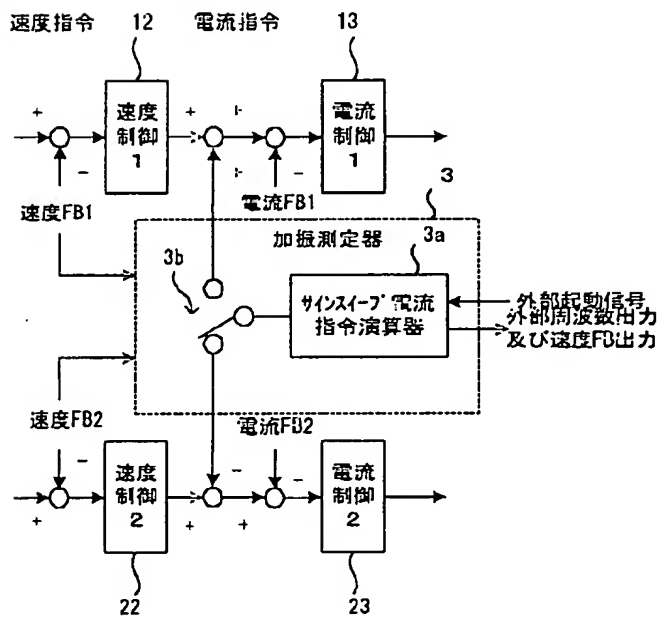 速度指令 12 電流指令 13
+ 速度制御1 + + + 電流制御1
- + -
速度FB1 電流FB1 3
加振測定器 3a
3b
サインスイープ電流指令演算器
外部起動信号
外部周波数出力
及び速度FB出力
速度FB2 電流FB2
- 速度制御2 - - 電流制御2
+ + +
22 23